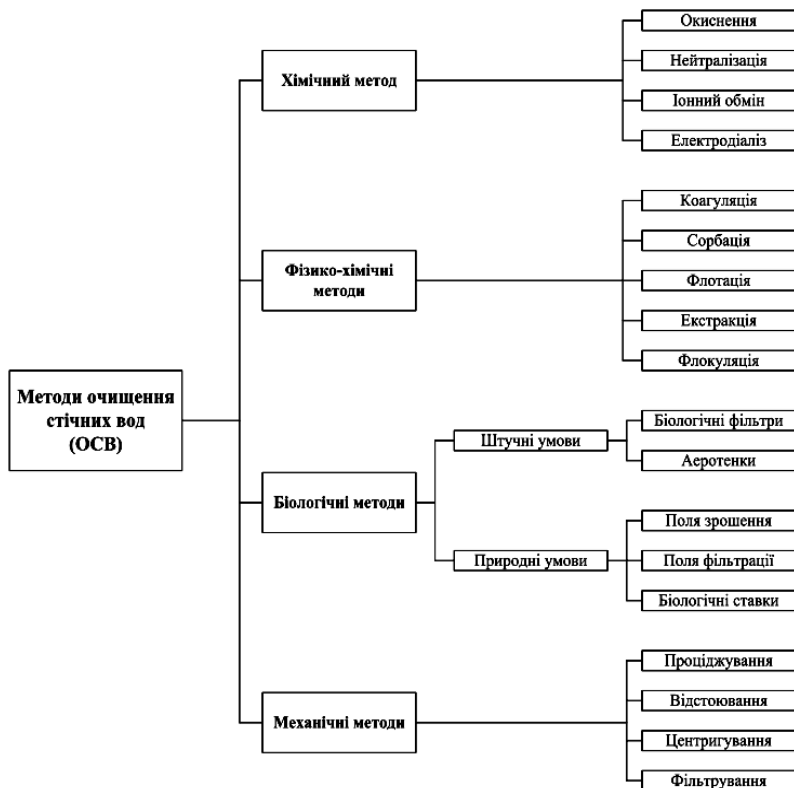 Методи очищення
стічних вод
(ОСВ)
Хімічний метод
Окиснення
Нейтралізація
Іонний обмін
Електродіаліз
Фізико-хімічні
методи
Коагуляція
Сорбація
Флотація
Екстракція
Флокуляція
Біологічні методи
Штучні умови
Біологічні фільтри
Аеротенки
Природні умови
Поля зрошення
Поля фільтрації
Біологічні ставки
Механічні методи
Проціджування
Відстоювання
Центригування
Фільтрування